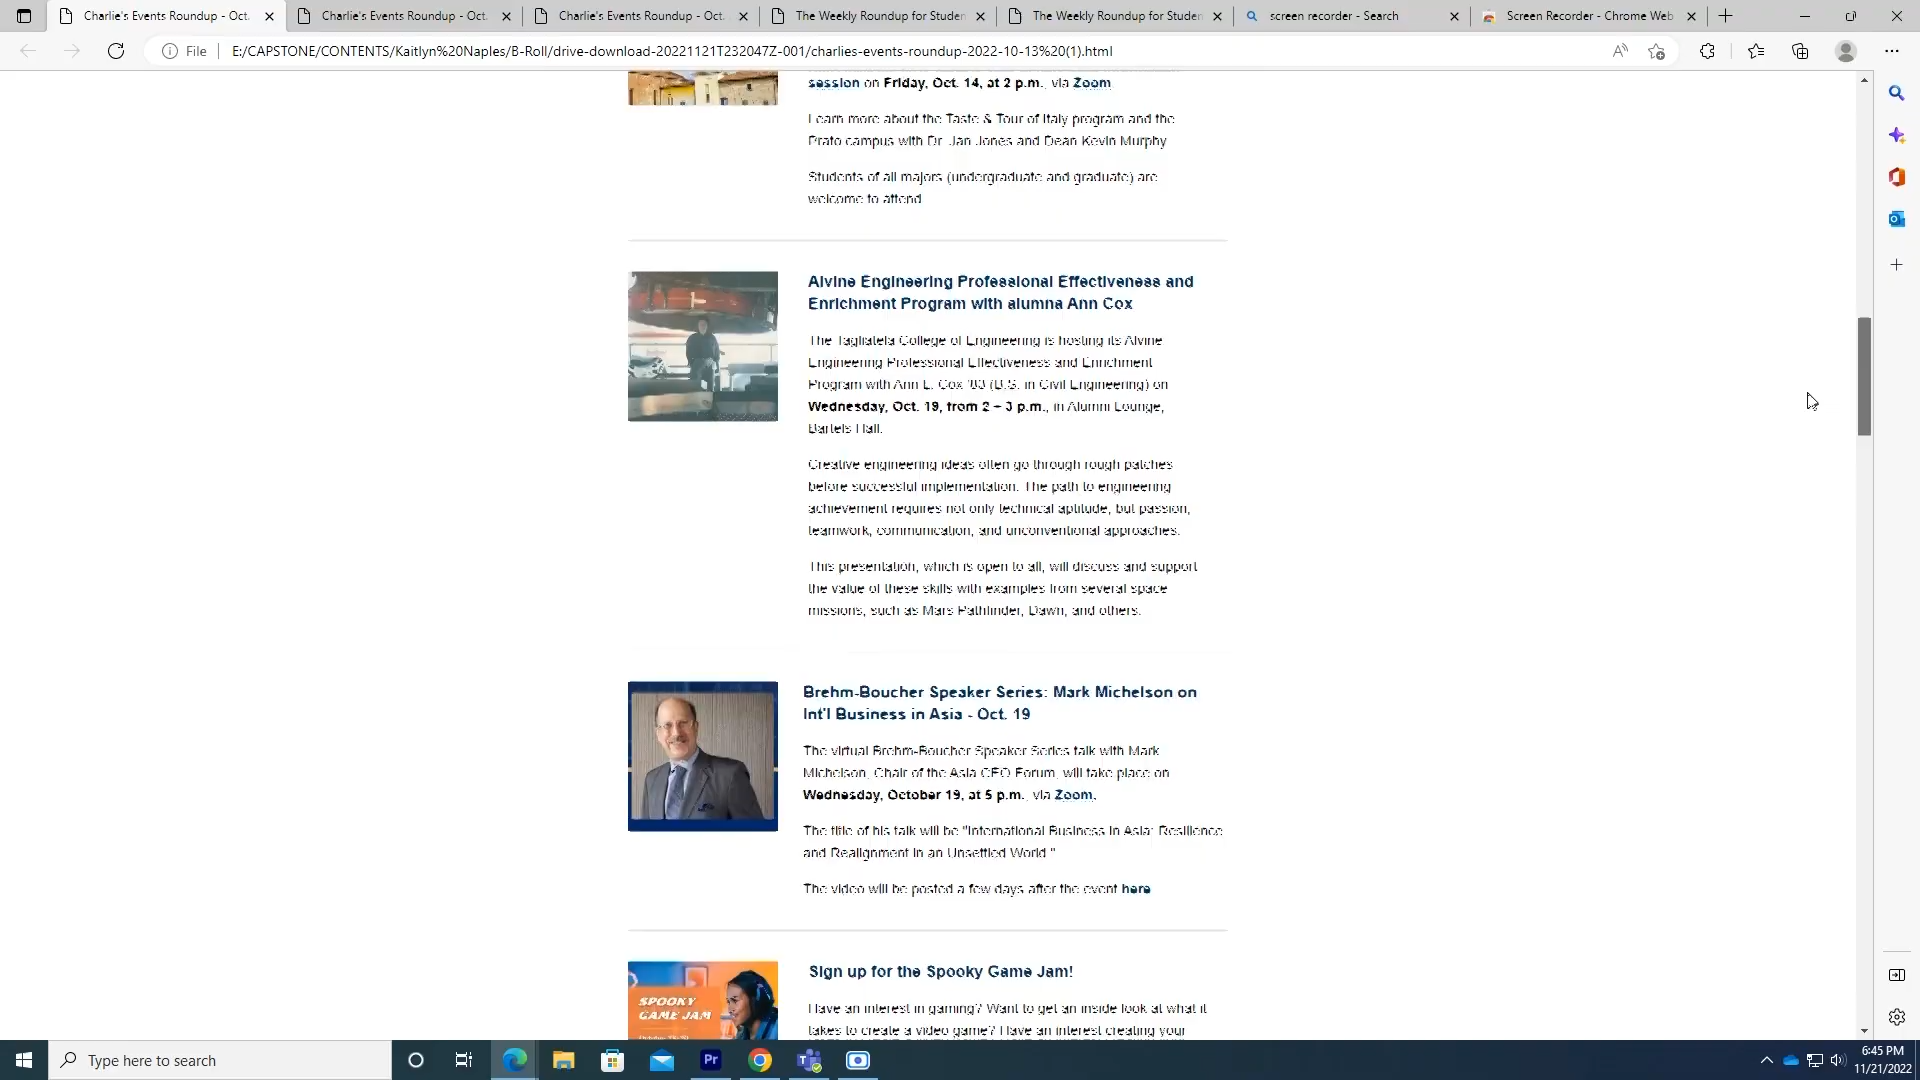 Charlie's Events Roundup - Oct.
Charlie's Events Roundup - Oct.
Charlie's Events Roundup - Oct.
The Weekly Roundup for Studen
The Weekly Roundup for Studen
screen recorder - Search
Screen Recorder - Chrome Web
File
E:/CAPSTONE/CONTENTS/Kaitlyn%20Naples/B-Roll/drive-download-20221121T232047Z-001/charlies-events-roundup-2022-10-13%20(1).html
session on Friday, Oct. 14, at 2 p.m., via Zoom
Learn more about the Taste & Tour of Italy program and the
Prato campus with Dr. Jan Jones and Dean Kevin Murphy
Students of all majors (undergraduate and graduate) are
welcome to attend
Alvine Engineering Professional Effectiveness and
Enrichment Program with alumna Ann Cox
The Tagliatela College of Engineering is hosting its Alvine
Engineering Professional Effectiveness and Enrichment
Program with Ann E. Cox '83 (B.S. in Civil Engineering) on
Wednesday, Oct. 19, from 2 – 3 p.m., in Alumni Lounge,
Bartels Hall.
Creative engineering ideas often go through rough patches
before successful implementation. The path to engineering
achievement requires not only technical aptitude, but passion,
teamwork, communication, and unconventional approaches.
This presentation, which is open to all, will discuss and support
the value of these skills with examples from several space
missions, such as Mars Pathfinder, Dawn, and others.
Brehm-Boucher Speaker Series: Mark Michelson on
Int'l Business in Asia - Oct. 19
The virtual Brehm-Boucher Speaker Series talk with Mark
Michelson, Chair of the Asia CEO Forum, will take place on
Wednesday, October 19, at 5 p.m., via Zoom.
The title of his talk will be "International Business in Asia: Resilience
and Realignment in an Unsettled World."
The video will be posted a few days after the event here
Sign up for the Spooky Game Jam!
SPOOKY
GAME JAM
Have an interest in gaming? Want to get an inside look at what it
takes to create a video game? Have an interest creating your
Type here to search
Pr
6:45 PM
11/21/2022